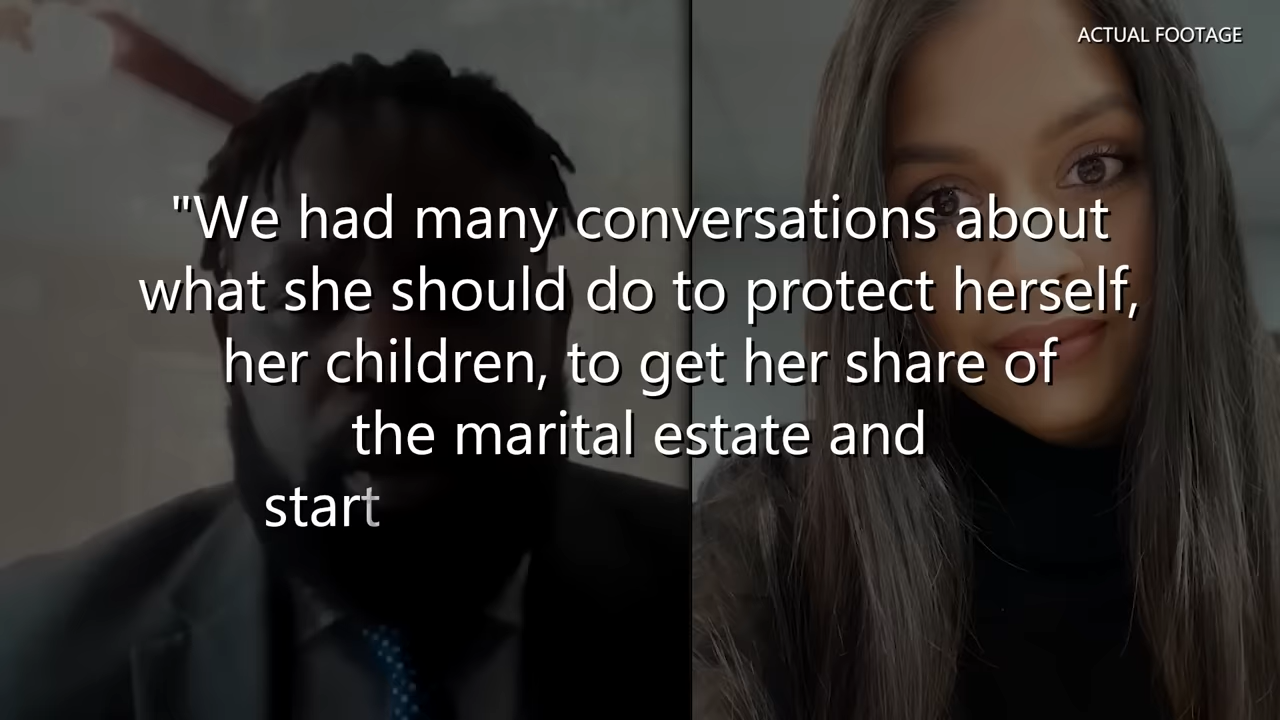 ACTUAL FOOTAGE
"We had many conversations about
what she should do to protect herself,
her children, to get her share of
the marital estate and
start